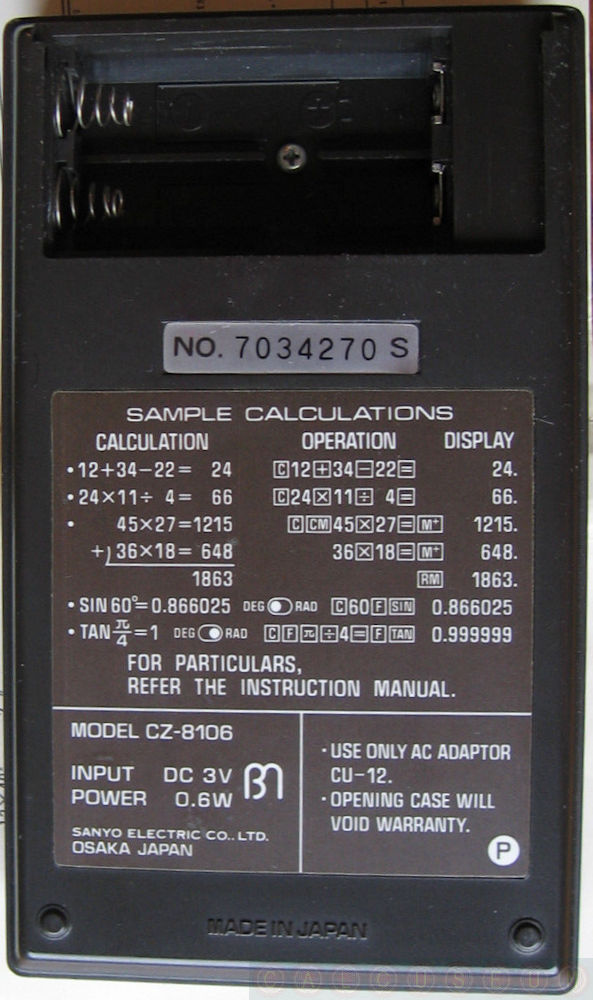 NO. 7034270 S
SAMPLE CALCULATIONS
CALCULATION OPERATION DISPLAY
•12+34−22= 24 [C]12[+]34[−]22[=] 24.
•24×11÷ 4= 66 [C]24[×]11[÷] 4[=] 66.
• 45×27=1215 [C][CM]45[×]27[=][M+] 1215.
+)36×18= 648 36[×]18[=][M+] 648.
1863 [RM] 1863.
•SIN 60°=0.866025 DEG RAD [C]60[F][SIN] 0.866025
•TAN π/4=1 DEG RAD [C][F][π][÷]4[=][F][TAN] 0.999999
FOR PARTICULARS,
REFER THE INSTRUCTION MANUAL.
MODEL CZ-8106
INPUT DC 3V
POWER 0.6W
SANYO ELECTRIC CO., LTD.
OSAKA JAPAN
•USE ONLY AC ADAPTOR
CU-12.
•OPENING CASE WILL
VOID WARRANTY.
P
MADE IN JAPAN